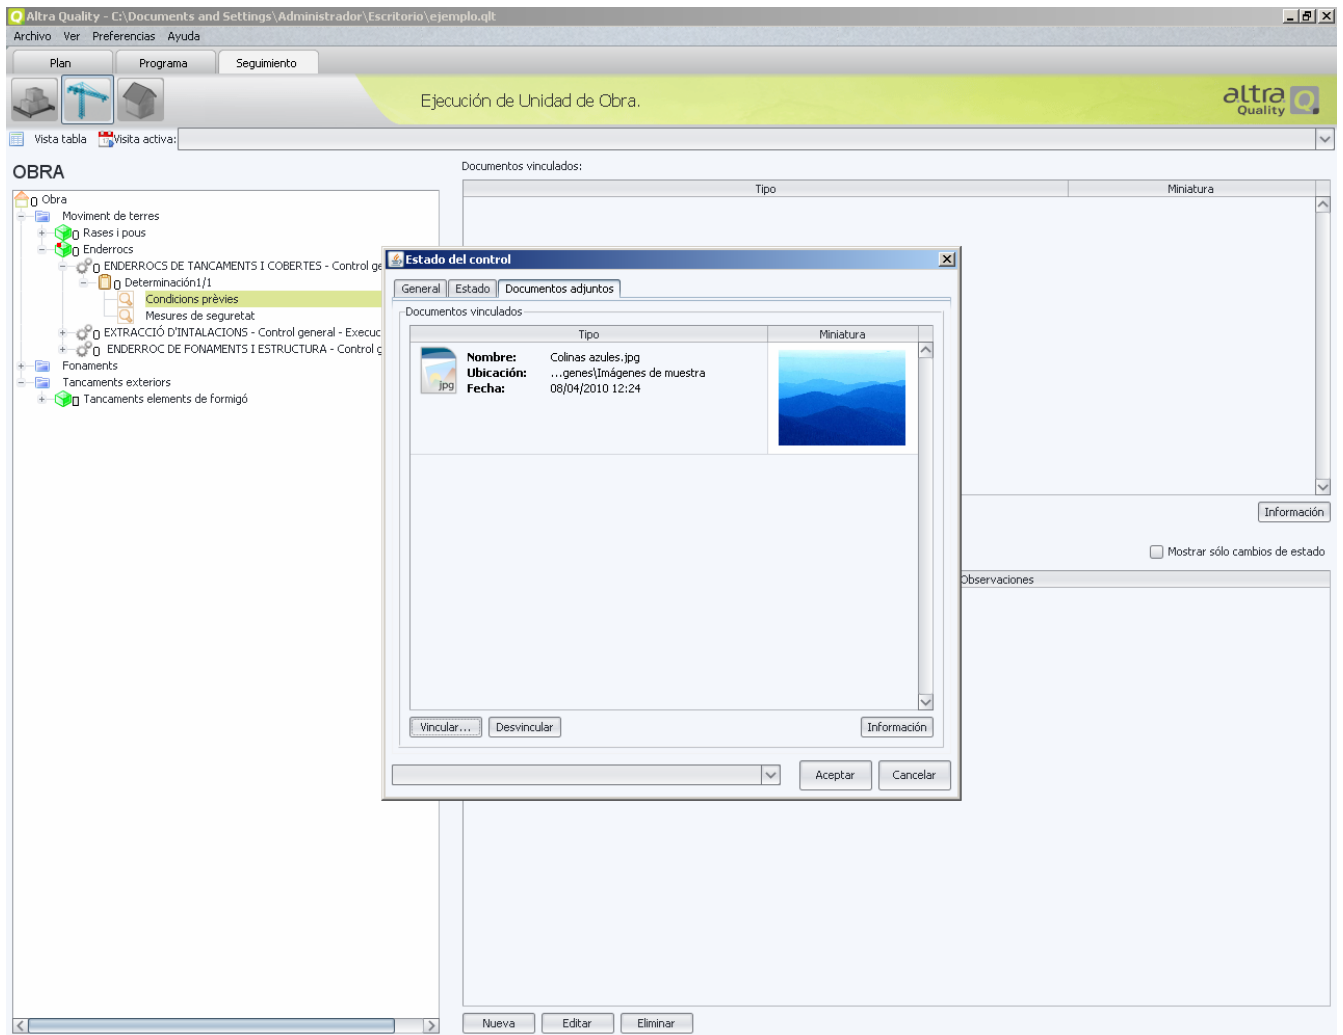 Altra Quality - C:\Documents and Settings\Administrador\Escritorio\ejemplo.qlt
Archivo Ver Preferencias Ayuda
Plan Programa Seguimiento
Ejecución de Unidad de Obra.
altra Quality
Vista tabla Visita activa:
OBRA
0 Obra
Moviment de terres
0 Rases i pous
0 Enderrocs
0 ENDERROCS DE TANCAMENTS I COBERTES - Control ge
0 Determinación1/1
Condicions prèvies
Mesures de seguretat
0 EXTRACCIÓ D'INTALACIONS - Control general - Execuc
0 ENDERROC DE FONAMENTS I ESTRUCTURA - Control g
Fonaments
Tancaments exteriors
Tancaments elements de formigó
Documentos vinculados:
Tipo Miniatura
Información
Mostrar sólo cambios de estado
Observaciones
Nueva Editar Eliminar
Estado del control
General Estado Documentos adjuntos
Documentos vinculados
Tipo Miniatura
jpg
Nombre: Colinas azules.jpg
Ubicación: ...genes\Imágenes de muestra
Fecha: 08/04/2010 12:24
Vincular... Desvincular Información
Aceptar Cancelar